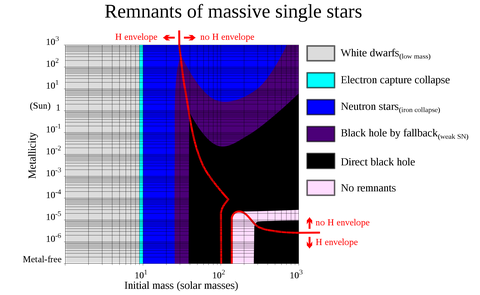 Remnants of massive single stars
H envelope
no H envelope
10³
10²
10¹
(Sun) 1
10⁻¹
10⁻²
10⁻³
10⁻⁴
10⁻⁵
10⁻⁶
Metal-free
Metallicity
10¹
10²
10³
Initial mass (solar masses)
White dwarfs(low mass)
Electron capture collapse
Neutron stars(iron collapse)
Black hole by fallback(weak SN)
Direct black hole
No remnants
no H envelope
H envelope